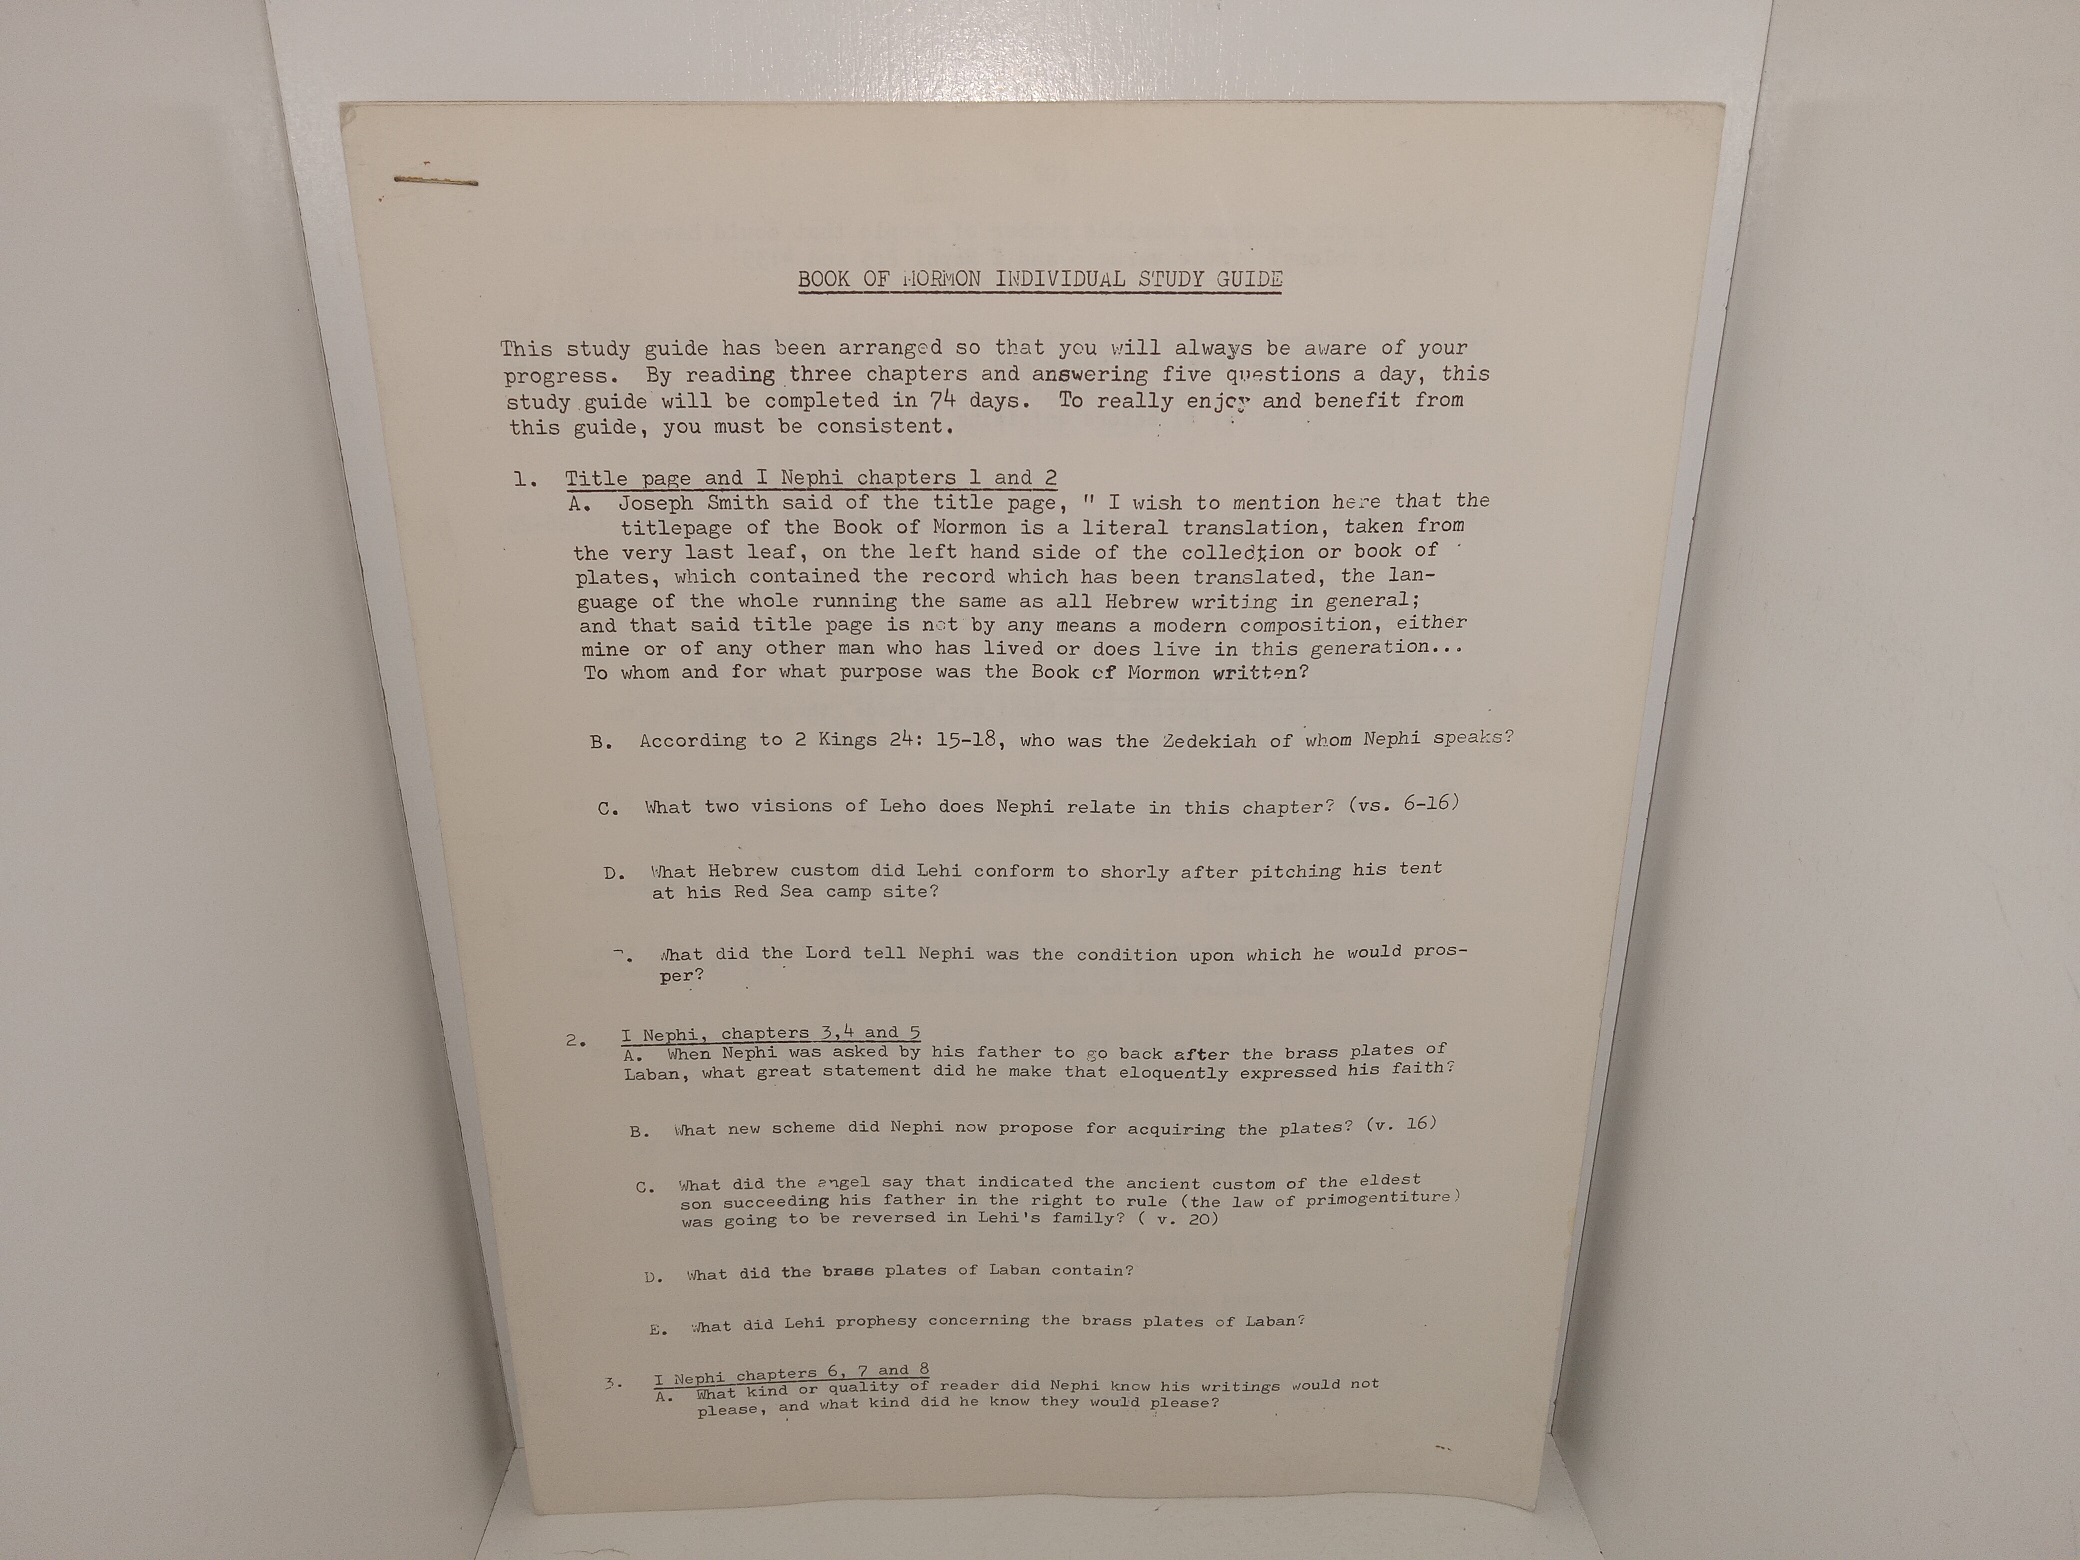 BOOK OF MORMON INDIVIDUAL STUDY GUIDE
This study guide has been arranged so that you will always be aware of your
progress. By reading three chapters and answering five questions a day, this
study guide will be completed in 74 days. To really enjoy and benefit from
this guide, you must be consistent.
1. Title page and I Nephi chapters 1 and 2
A. Joseph Smith said of the title page, " I wish to mention here that the
titlepage of the Book of Mormon is a literal translation, taken from
the very last leaf, on the left hand side of the collection or book of
plates, which contained the record which has been translated, the lan-
guage of the whole running the same as all Hebrew writing in general;
and that said title page is not by any means a modern composition, either
mine or of any other man who has lived or does live in this generation...
To whom and for what purpose was the Book of Mormon written?
B. According to 2 Kings 24: 15-18, who was the Zedekiah of whom Nephi speaks?
C. What two visions of Leho does Nephi relate in this chapter? (vs. 6-16)
D. What Hebrew custom did Lehi conform to shorly after pitching his tent
at his Red Sea camp site?
What did the Lord tell Nephi was the condition upon which he would pros-
per?
2. I Nephi, chapters 3,4 and 5
A. When Nephi was asked by his father to go back after the brass plates of
Laban, what great statement did he make that eloquently expressed his faith?
B. What new scheme did Nephi now propose for acquiring the plates? (v. 16)
C. What did the angel say that indicated the ancient custom of the eldest
son succeeding his father in the right to rule (the law of primogentiture)
was going to be reversed in Lehi's family? ( v. 20)
D. What did the brass plates of Laban contain?
E. What did Lehi prophesy concerning the brass plates of Laban?
3. I Nephi chapters 6, 7 and 8
A. What kind or quality of reader did Nephi know his writings would not
please, and what kind did he know they would please?